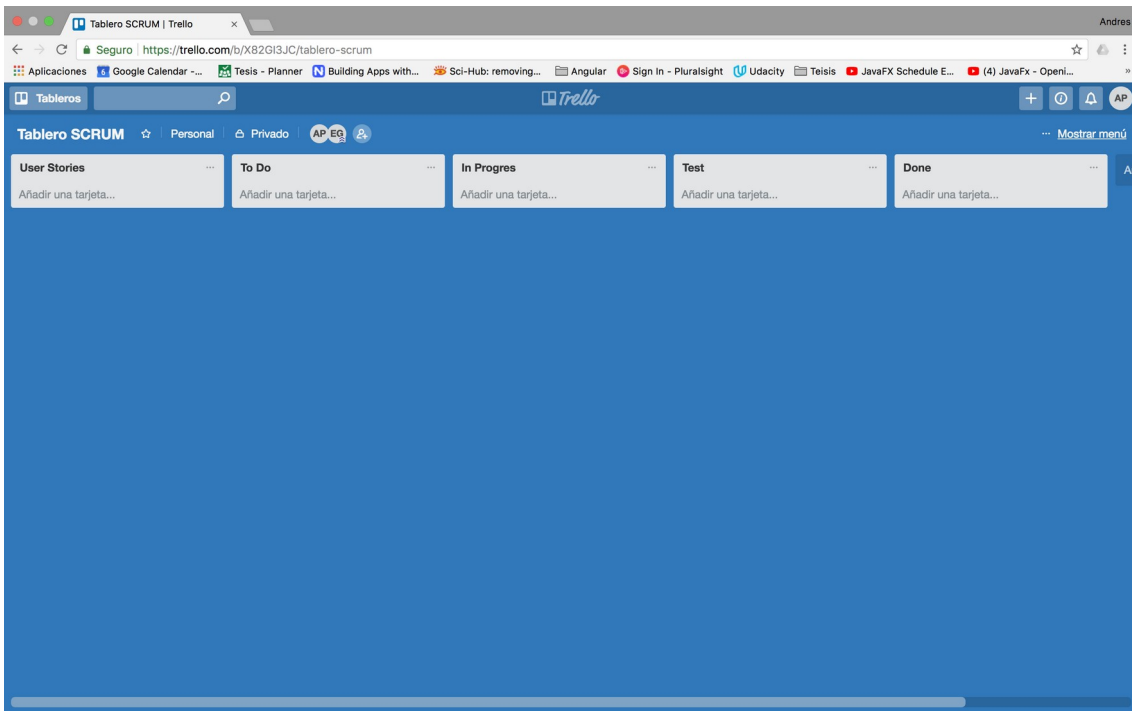 Tablero SCRUM | Trello
Andres
Seguro https://trello.com/b/X82GI3JC/tablero-scrum
Aplicaciones 6 Google Calendar -... Tesis - Planner N Building Apps with... Sci-Hub: removing... Angular Sign In - Pluralsight Udacity Teisis JavaFX Schedule E... (4) JavaFx - Openi... »
Tableros Trello AP
Tablero SCRUM Personal Privado AP EG ... Mostrar menú
User Stories ... To Do ... In Progres ... Test ... Done ...
Añadir una tarjeta... Añadir una tarjeta... Añadir una tarjeta... Añadir una tarjeta... Añadir una tarjeta... A